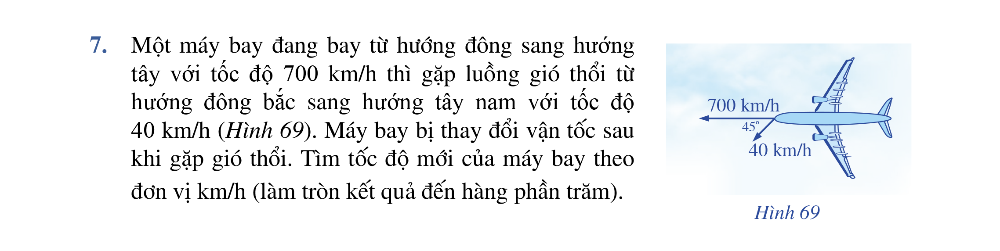 7. Một máy bay đang bay từ hướng đông sang hướng
tây với tốc độ 700 km/h thì gặp luồng gió thổi từ
hướng đông bắc sang hướng tây nam với tốc độ
40 km/h (Hình 69). Máy bay bị thay đổi vận tốc sau
khi gặp gió thổi. Tìm tốc độ mới của máy bay theo
đơn vị km/h (làm tròn kết quả đến hàng phần trăm).
700 km/h
45°
40 km/h
Hình 69